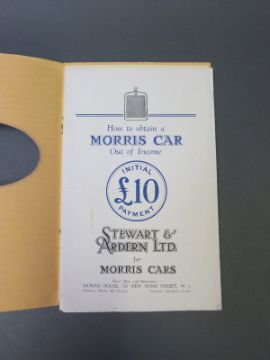 How to obtain a
MORRIS CAR
Out of Income
INITIAL
£10
PAYMENT
STEWART &
ARDERN LTD.
for
MORRIS CARS
MORRIS HOUSE, 103 NEW BOND STREET, W. 1.